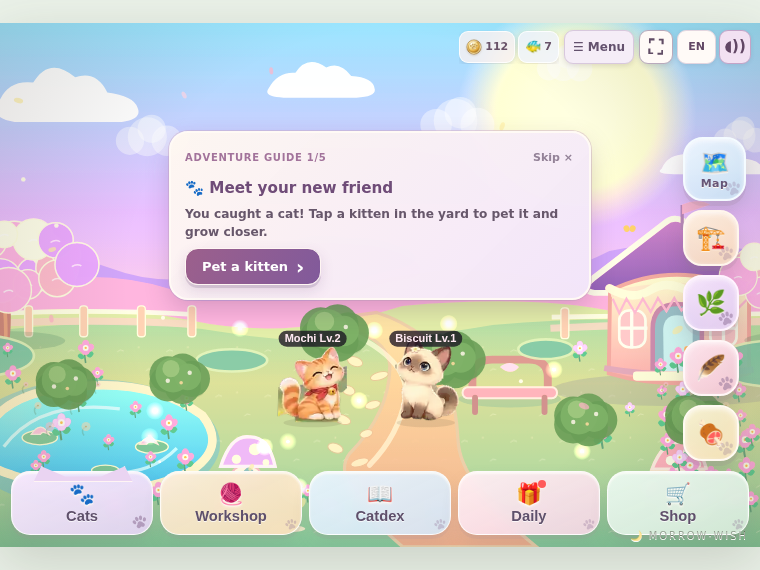 112
7
☰ Menu
EN
ADVENTURE GUIDE 1/5
Skip ×
Meet your new friend
You caught a cat! Tap a kitten in the yard to pet it and
grow closer.
Pet a kitten ›
Map
Mochi Lv.2
Biscuit Lv.1
Cats
Workshop
Catdex
Daily
Shop
MORROW·WISH